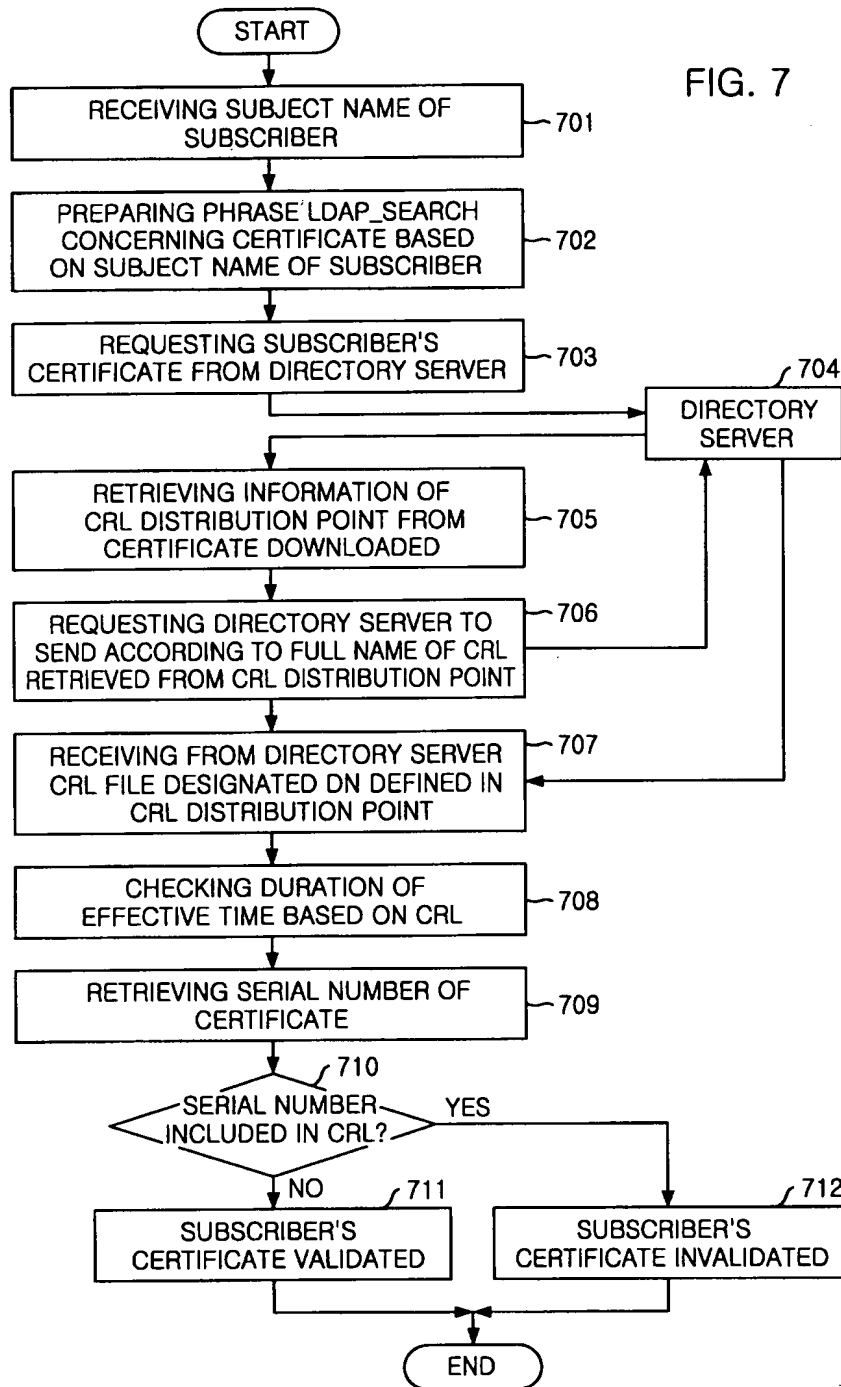 START
FIG. 7
RECEIVING SUBJECT NAME OF
SUBSCRIBER
701
PREPARING PHRASE LDAP_SEARCH
CONCERNING CERTIFICATE BASED
ON SUBJECT NAME OF SUBSCRIBER
702
REQUESTING SUBSCRIBER'S
CERTIFICATE FROM DIRECTORY SERVER
703
704
DIRECTORY
SERVER
RETRIEVING INFORMATION OF
CRL DISTRIBUTION POINT FROM
CERTIFICATE DOWNLOADED
705
706
REQUESTING DIRECTORY SERVER TO
SEND ACCORDING TO FULL NAME OF CRL
RETRIEVED FROM CRL DISTRIBUTION POINT
707
RECEIVING FROM DIRECTORY SERVER
CRL FILE DESIGNATED DN DEFINED IN
CRL DISTRIBUTION POINT
CHECKING DURATION OF
EFFECTIVE TIME BASED ON CRL
708
RETRIEVING SERIAL NUMBER OF
CERTIFICATE
709
710
SERIAL NUMBER
INCLUDED IN CRL?
YES
NO
711
SUBSCRIBER'S
CERTIFICATE VALIDATED
712
SUBSCRIBER'S
CERTIFICATE INVALIDATED
END